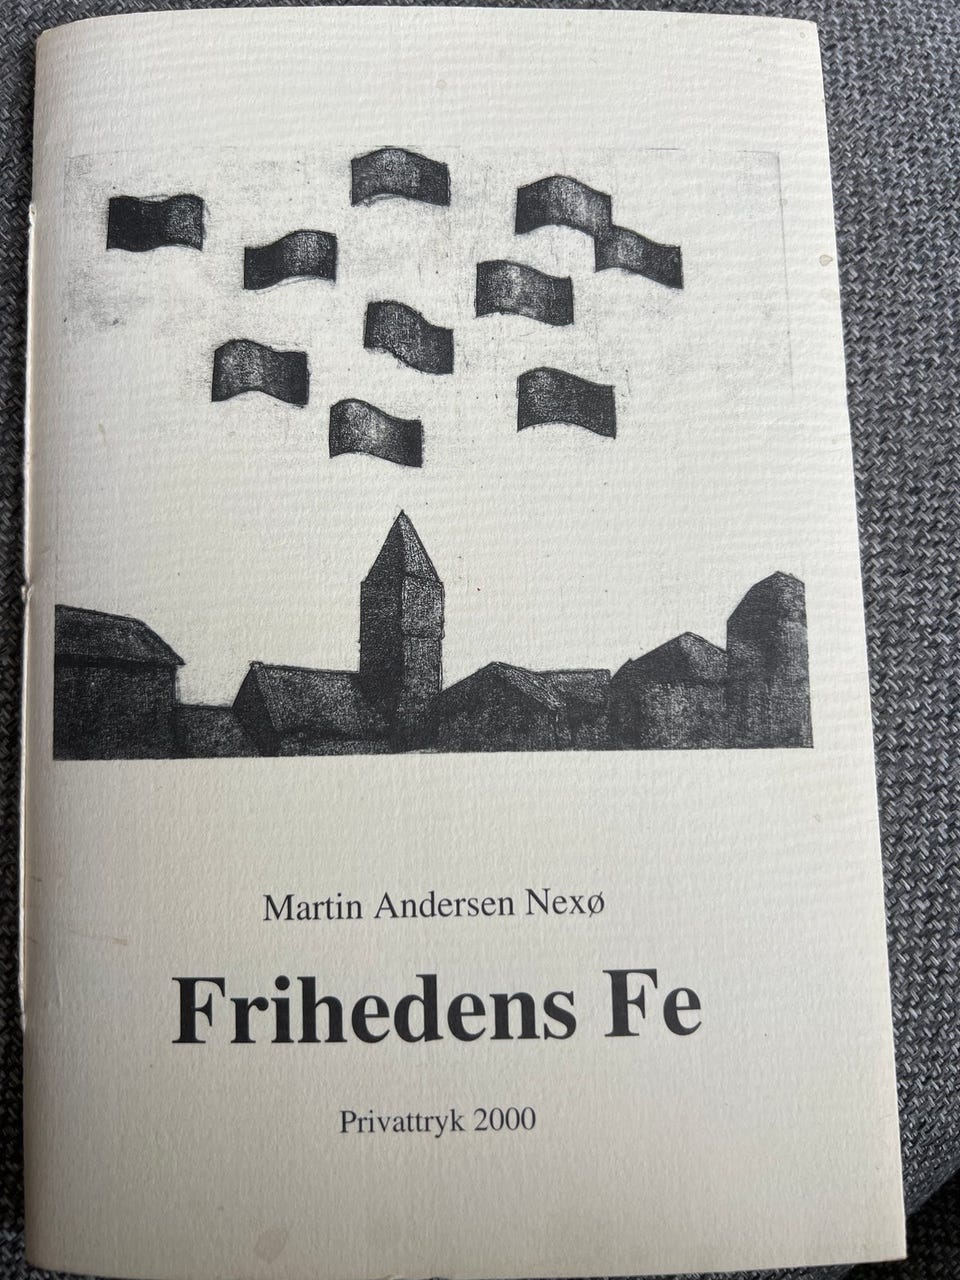 Martin Andersen Nexø
Frihedens Fe
Privattryk 2000